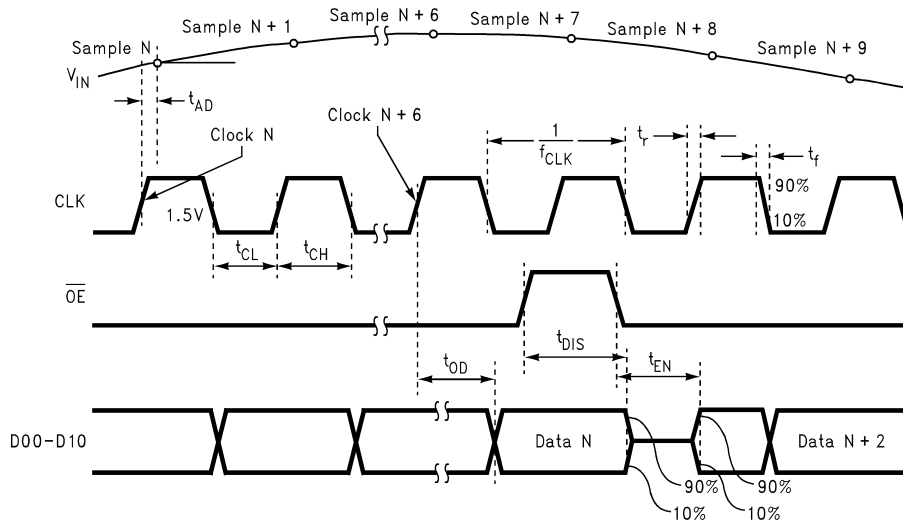 Sample N
Sample N + 1
Sample N + 6
Sample N + 7
Sample N + 8
Sample N + 9
VIN
tAD
Clock N
Clock N + 6
1
fCLK
tr
tf
CLK
1.5V
90%
10%
tCL
tCH
OE
tDIS
tEN
tOD
D00-D10
Data N
Data N + 2
90%
90%
10%
10%